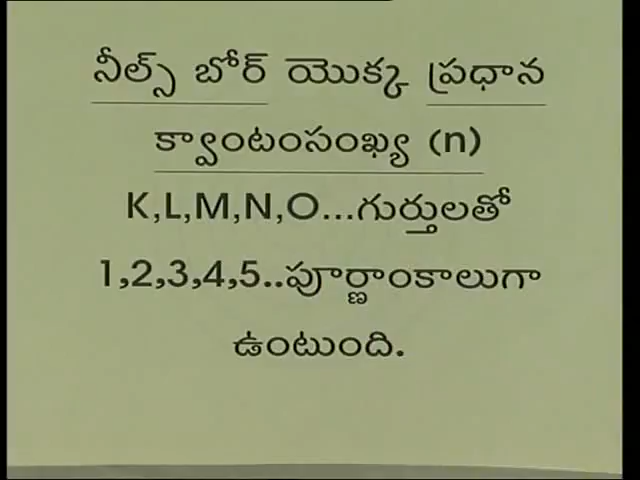 నీల్స్ బోర్ యొక్క ప్రధాన
క్వాంటంసంఖ్య (n)
K,L,M,N,O...గుర్తులతో
1,2,3,4,5..పూర్ణాంకాలుగా
ఉంటుంది.